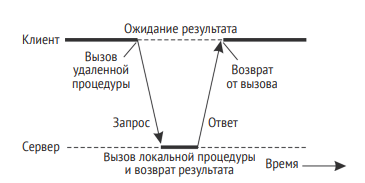 Ожидание результата
Клиент
Вызов
удаленной
процедуры
Возврат
от вызова
Запрос
Ответ
Сервер
Вызов локальной процедуры
и возврат результата
Время